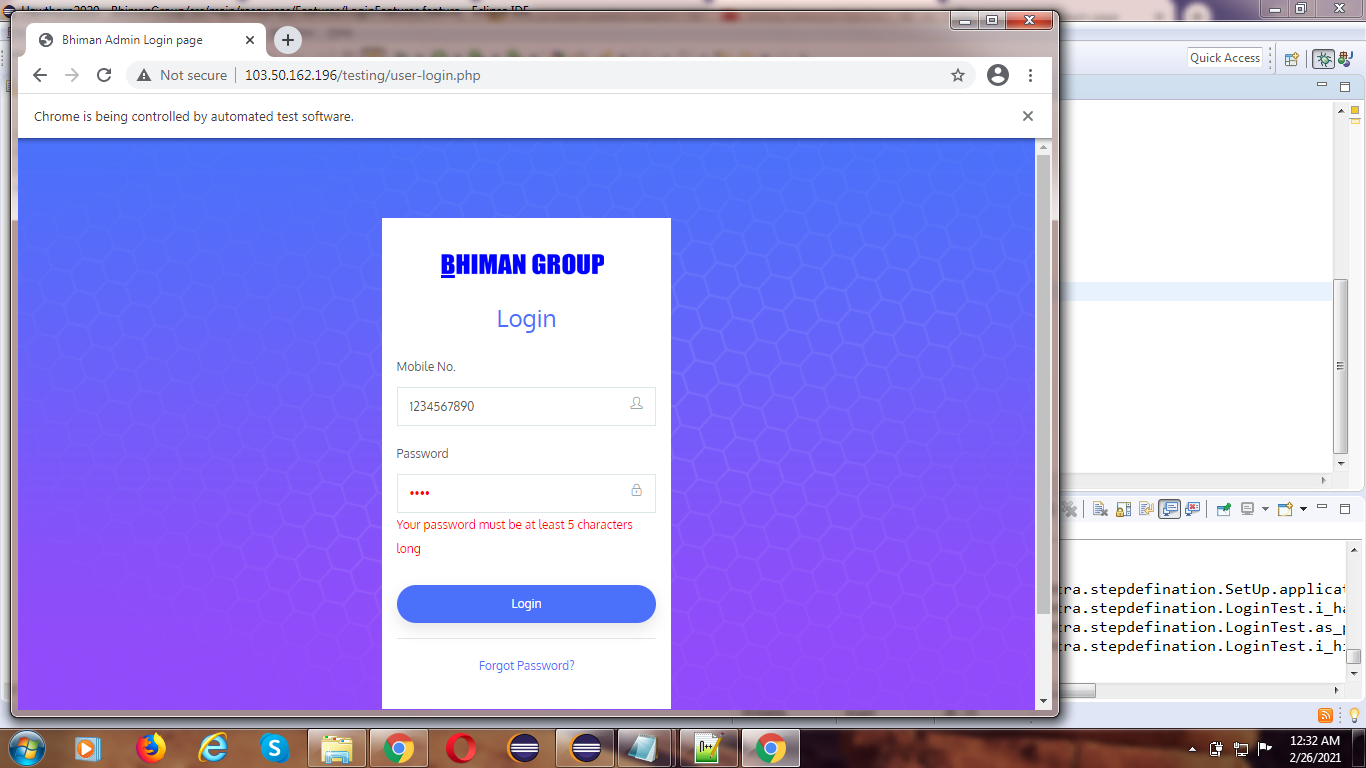 Bhiman Admin Login page
Quick Access
Not secure
103.50.162.196/testing/user-login.php
Chrome is being controlled by automated test software.
BHIMAN GROUP
Login
Mobile No.
1234567890
Password
Your password must be at least 5 characters
long
Login
Forgot Password?
tra.stepdefination.SetUp.applicat
tra.stepdefination.LoginTest.i_ha
tra.stepdefination.LoginTest.as_p
tra.stepdefination.LoginTest.i_hi
12:32 AM
2/26/2021